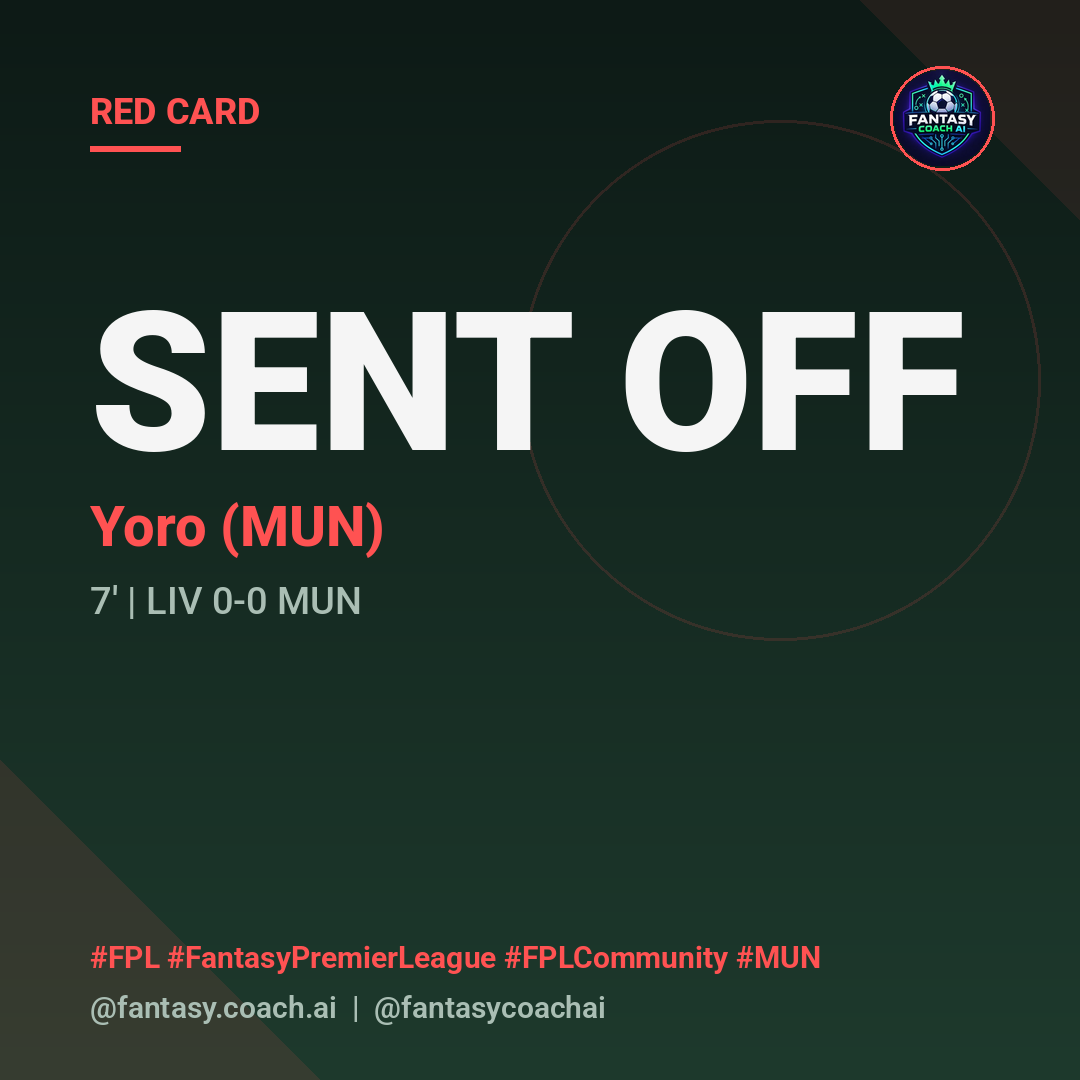 RED CARD
FANTASY
COACH AI
SENT OFF
Yoro (MUN)
7' | LIV 0-0 MUN
#FPL #FantasyPremierLeague #FPLCommunity #MUN
@fantasy.coach.ai | @fantasycoachai